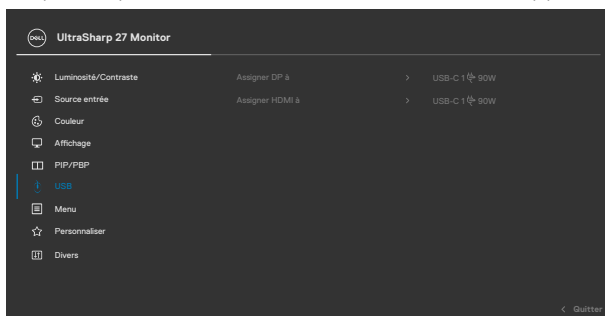 DELL UltraSharp 27 Monitor
Luminosité/Contraste Assigner DP à > USB-C 1 90W
Source entrée Assigner HDMI à > USB-C 1 90W
Couleur
Affichage
PIP/PBP
USB
Menu
Personnaliser
Divers
< Quitter